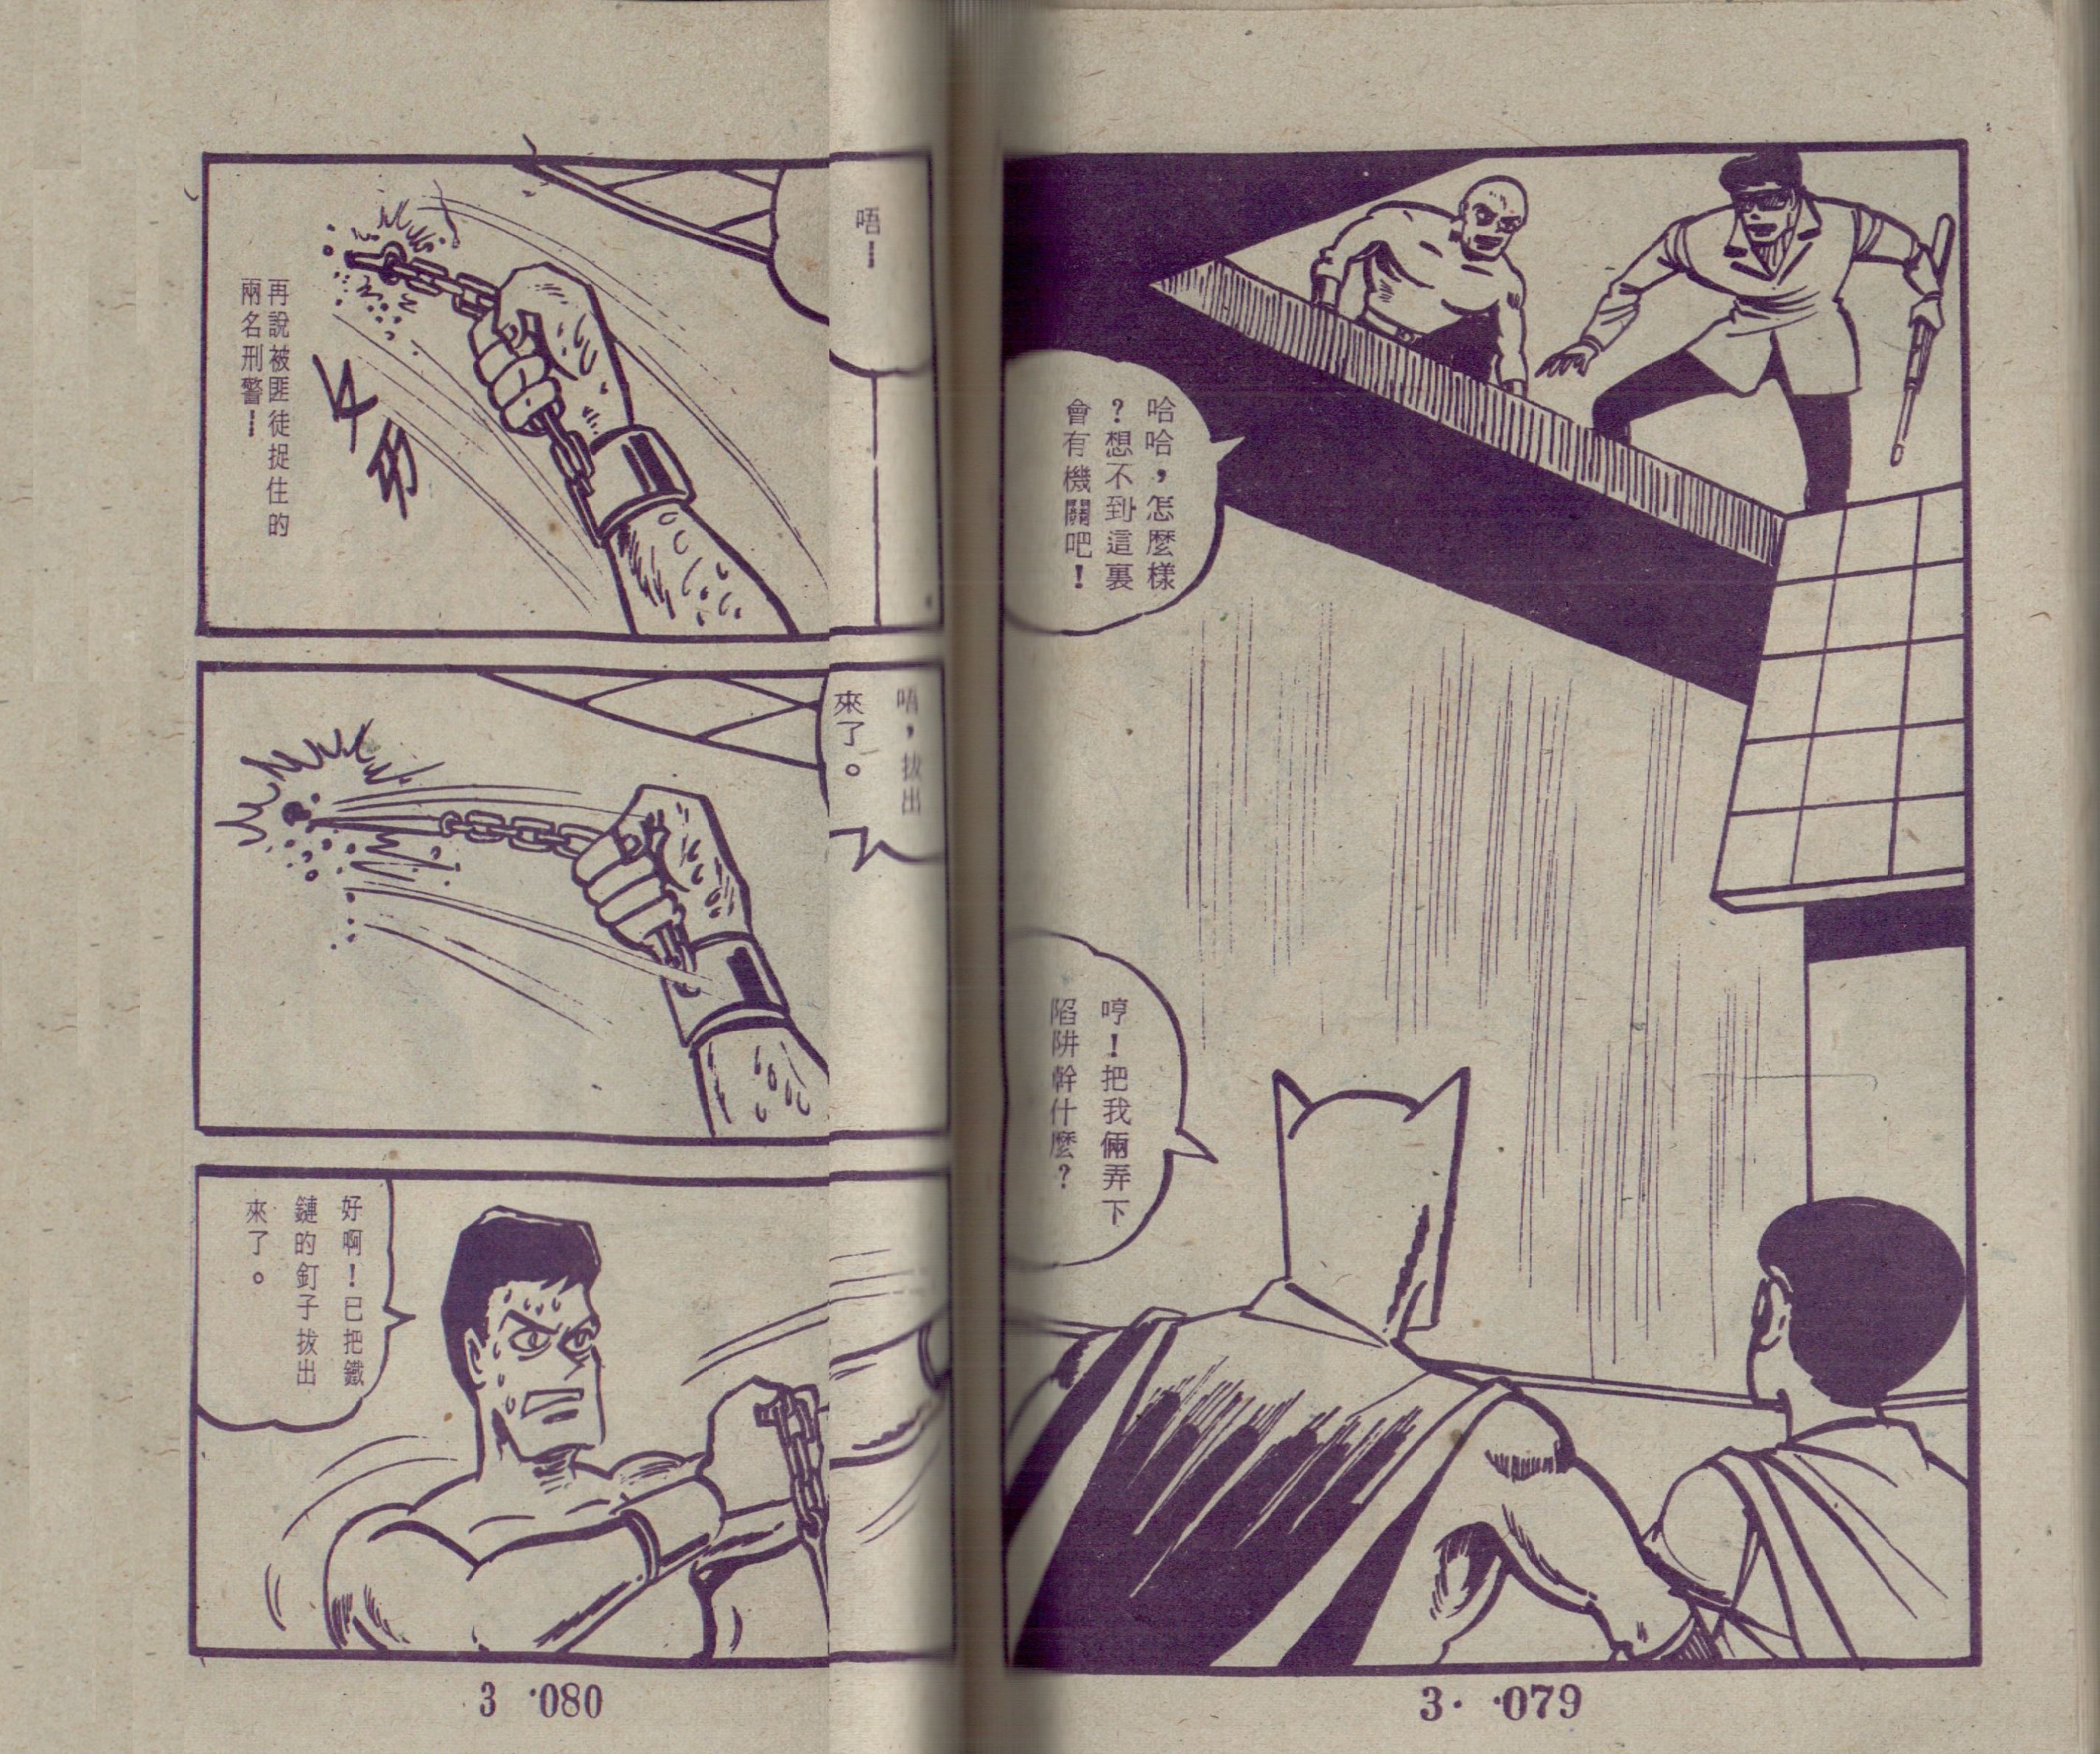 哈哈，怎麼樣
？想不到這裏
會有機關吧！
哼！把我倆弄下
陷阱幹什麼？
3. ·079
唔！
再說被匪徒捉住的
兩名刑警！
唔，拔出
來了。
好啊！已把鐵
鏈的釘子拔出
來了。
3 ·080